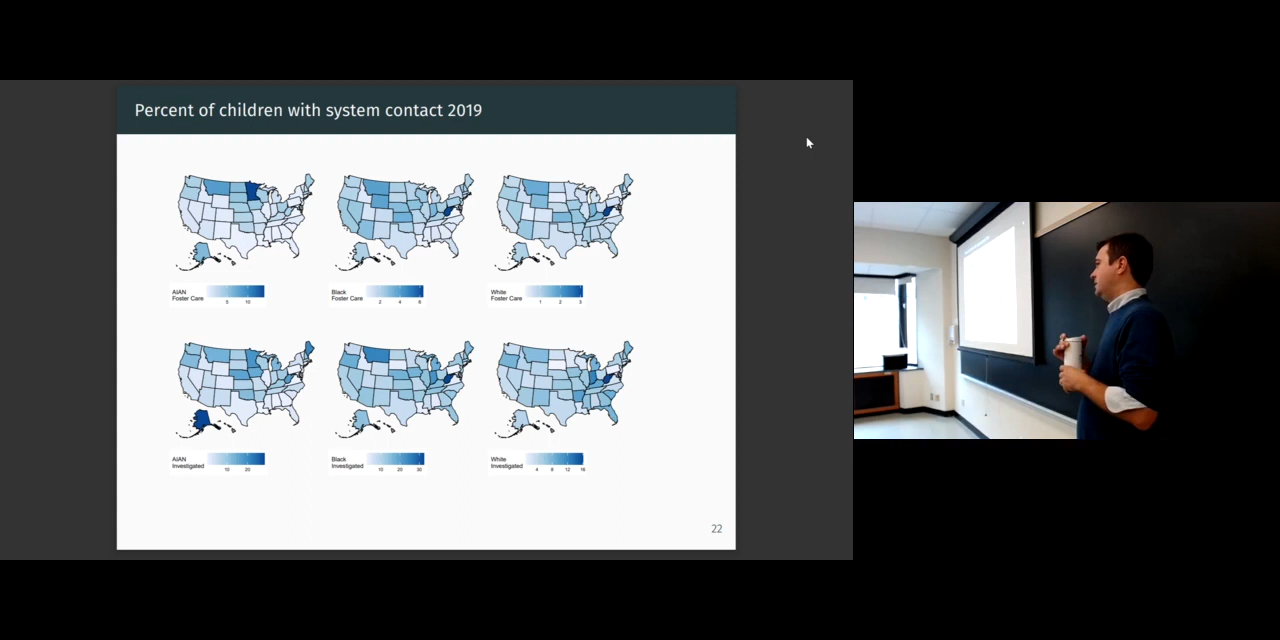 Percent of children with system contact 2019
AIAN
Foster Care
5 10
Black
Foster Care
2 4 6
White
Foster Care
1 2 3
AIAN
Investigated
10 20
Black
Investigated
10 20 30
White
Investigated
4 8 12 16
22